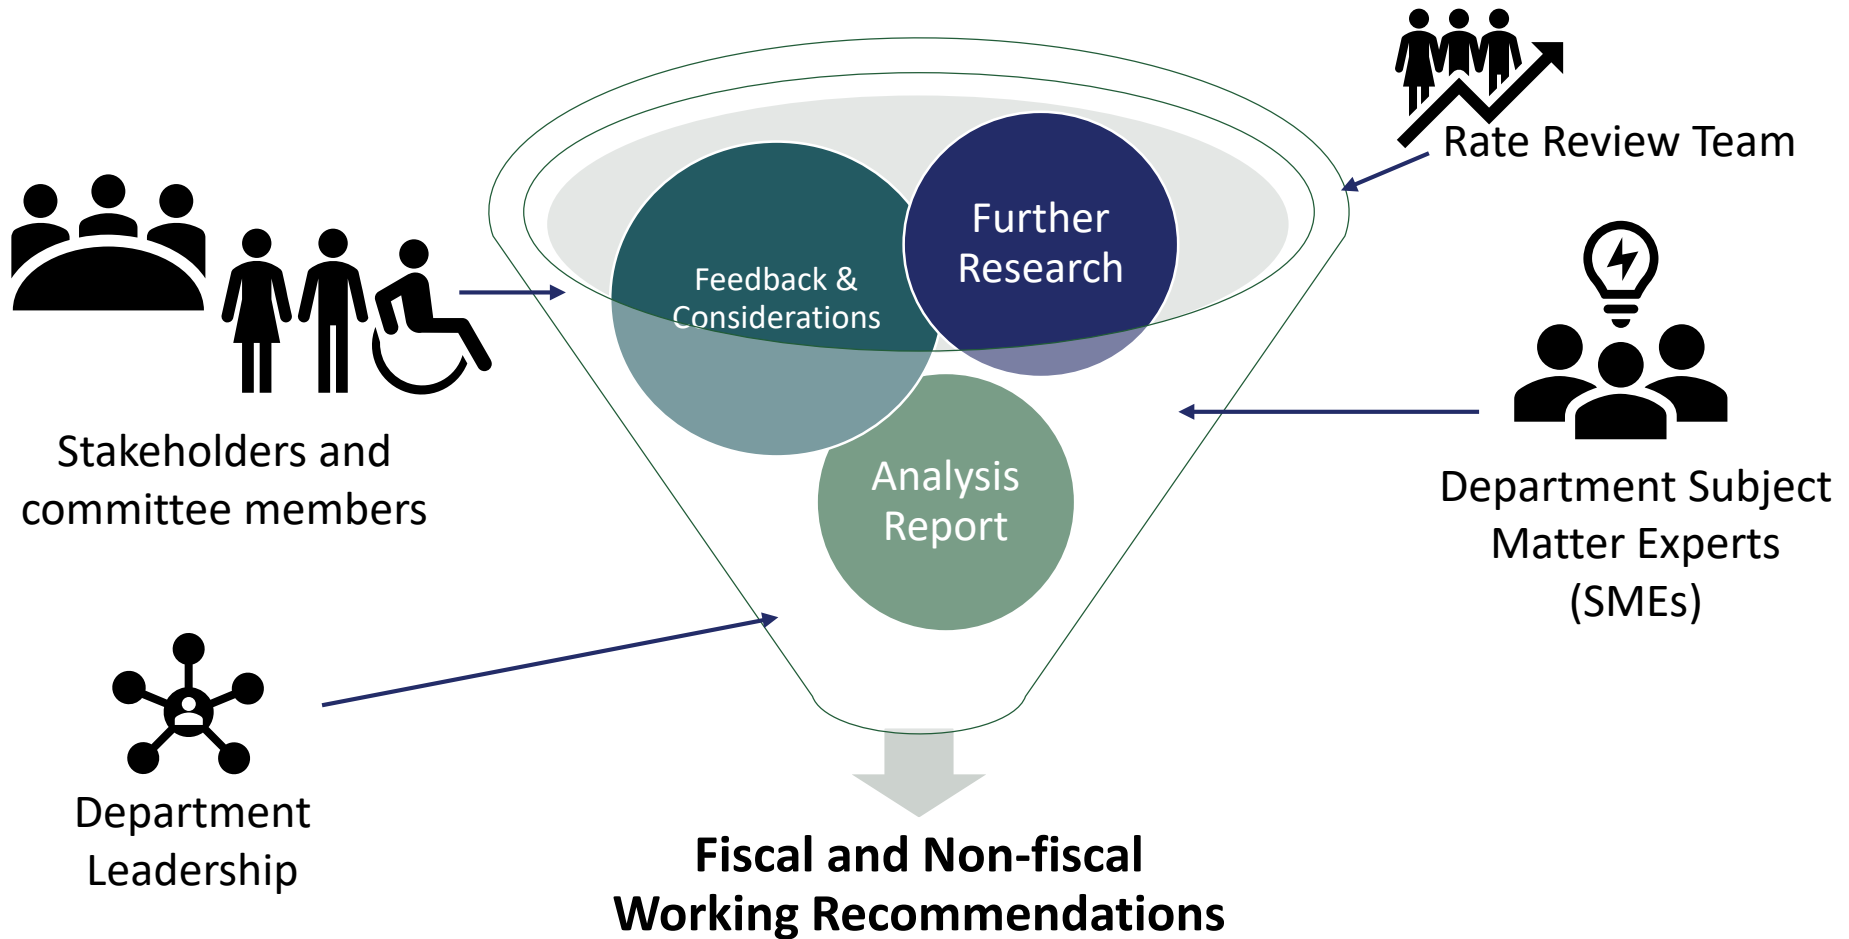 Rate Review Team
Further
Research
Feedback &
Considerations
Stakeholders and
committee members
Analysis
Report
Department Subject
Matter Experts
(SMEs)
Department
Leadership
Fiscal and Non-fiscal
Working Recommendations